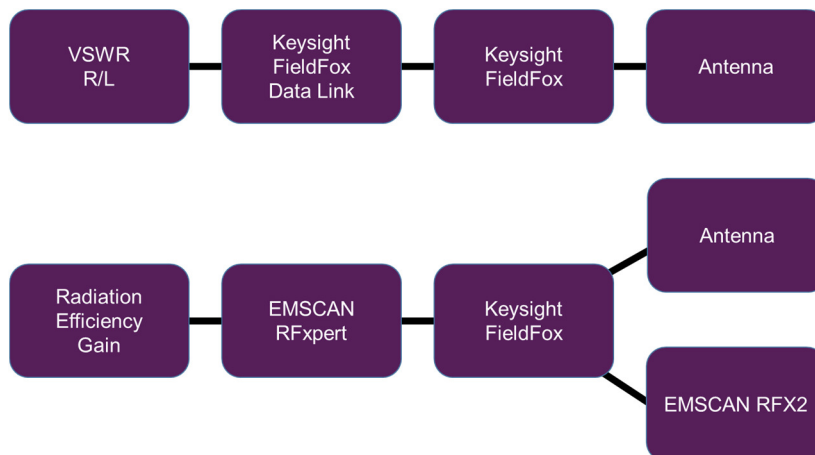 VSWR
R/L
Keysight
FieldFox
Data Link
Keysight
FieldFox
Antenna
Antenna
Radiation
Efficiency
Gain
EMSCAN
RFxpert
Keysight
FieldFox
EMSCAN RFX2